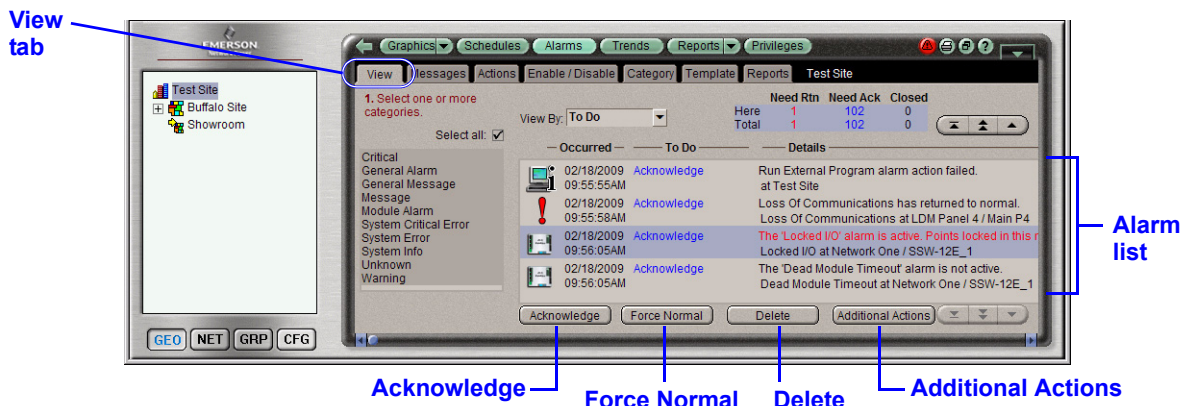 View
tab
EMERSON
Graphics Schedules Alarms Trends Reports Privileges
View Messages Actions Enable / Disable Category Template Reports Test Site
Test Site
Buffalo Site
Showroom
1. Select one or more
categories.
Select all:
View By: To Do
Need Rtn Need Ack Closed
Here 1 102 0
Total 1 102 0
Occurred To Do Details
Critical
General Alarm
General Message
Message
Module Alarm
System Critical Error
System Error
System Info
Unknown
Warning
02/18/2009 Acknowledge Run External Program alarm action failed.
09:55:55AM at Test Site
02/18/2009 Acknowledge Loss Of Communications has returned to normal.
09:55:58AM Loss Of Communications at LDM Panel 4 / Main P4
02/18/2009 Acknowledge The 'Locked I/O' alarm is active. Points locked in this
09:56:05AM Locked I/O at Network One / SSW-12E_1
02/18/2009 Acknowledge The 'Dead Module Timeout' alarm is not active.
09:56:05AM Dead Module Timeout at Network One / SSW-12E_1
Alarm
list
Acknowledge Force Normal Delete Additional Actions
GEO NET GRP CFG
Acknowledge Force Normal Delete Additional Actions